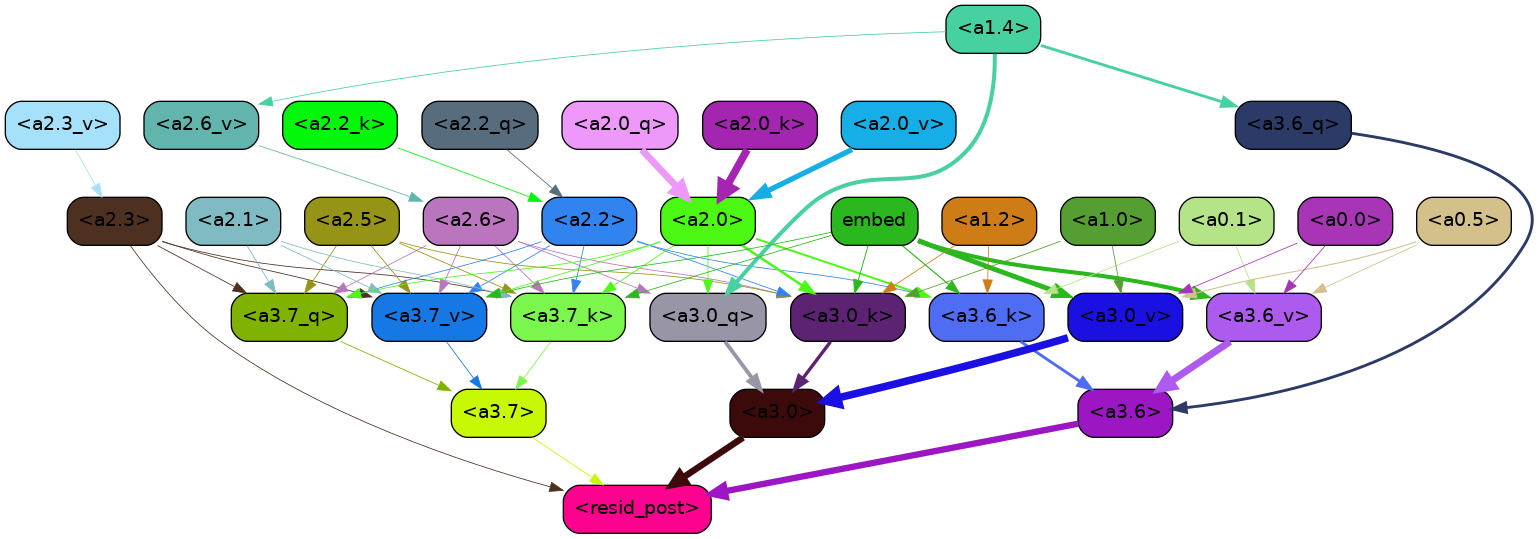 <a1.4>
<a2.3_v>
<a2.6_v>
<a2.2_k>
<a2.2_q>
<a2.0_q>
<a2.0_k>
<a2.0_v>
<a3.6_q>
<a2.3>
<a2.1>
<a2.5>
<a2.6>
<a2.2>
<a2.0>
embed
<a1.2>
<a1.0>
<a0.1>
<a0.0>
<a0.5>
<a3.7_q>
<a3.7_v>
<a3.7_k>
<a3.0_q>
<a3.0_k>
<a3.6_k>
<a3.0_v>
<a3.6_v>
<a3.7>
<a3.0>
<a3.6>
<resid_post>